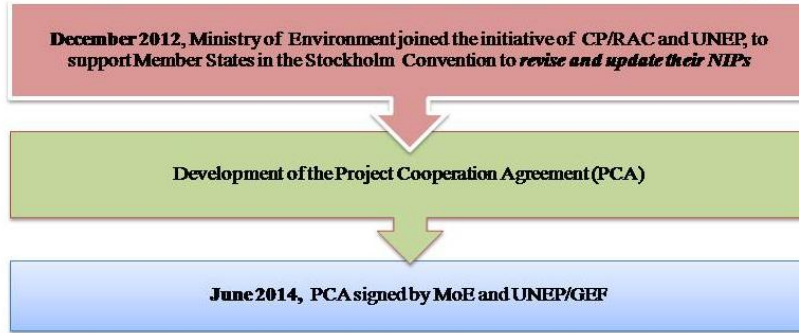 December 2012, Ministry of Environment joined the initiative of CP/RAC and UNEP, to
support Member States in the Stockholm Convention to revise and update their NIPs
Development of the Project Cooperation Agreement (PCA)
June 2014, PCA signed by MoE and UNEP/GEF